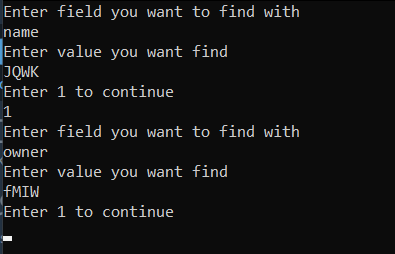 Enter field you want to find with
name
Enter value you want find
JQWK
Enter 1 to continue
1
Enter field you want to find with
owner
Enter value you want find
fMIW
Enter 1 to continue